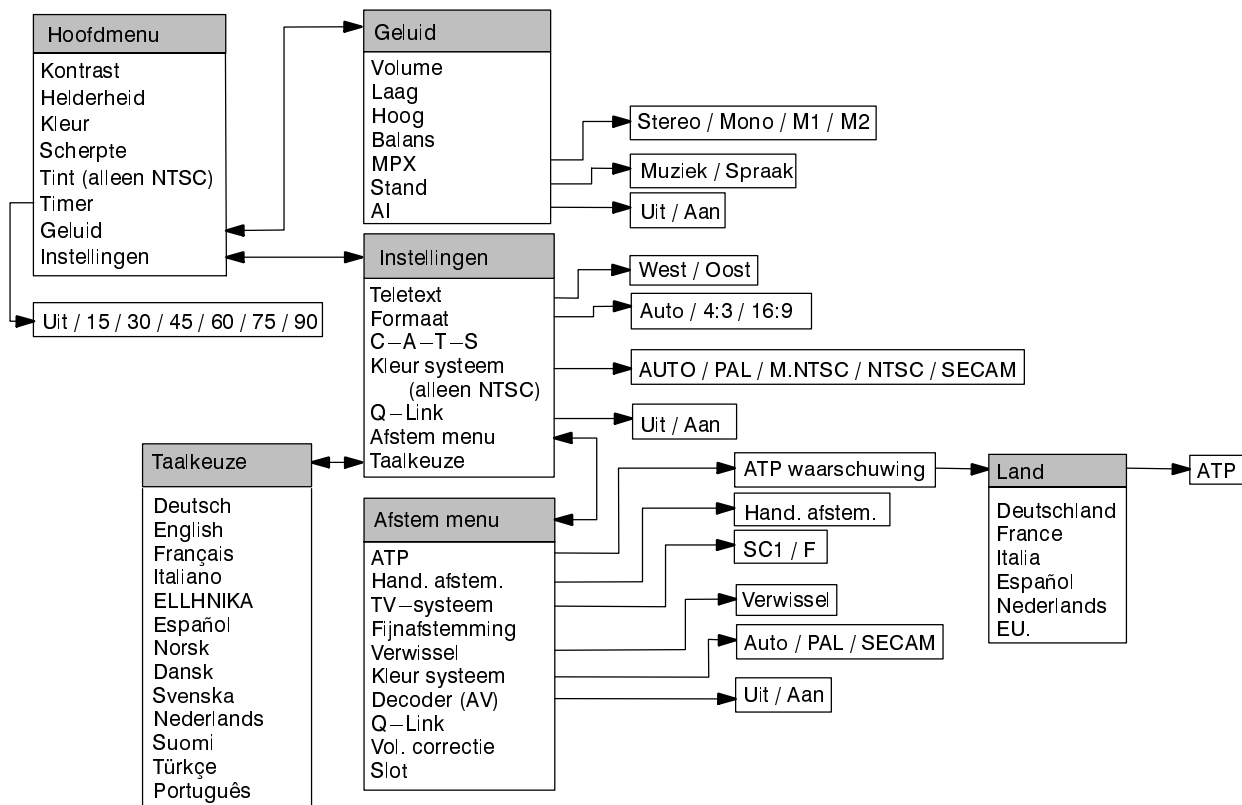 Hoofdmenu
Kontrast
Helderheid
Kleur
Scherpte
Tint (alleen NTSC)
Timer
Geluid
Instellingen
Uit / 15 / 30 / 45 / 60 / 75 / 90
Geluid
Volume
Laag
Hoog
Balans
MPX
Stand
AI
Stereo / Mono / M1 / M2
Muziek / Spraak
Uit / Aan
Instellingen
Teletext
Formaat
C–A–T–S
Kleur systeem
(alleen NTSC)
Q–Link
Afstem menu
Taalkeuze
West / Oost
Auto / 4:3 / 16:9
AUTO / PAL / M.NTSC / NTSC / SECAM
Uit / Aan
Taalkeuze
Deutsch
English
Français
Italiano
ELLHNIKA
Español
Norsk
Dansk
Svenska
Nederlands
Suomi
Türkçe
Português
Afstem menu
ATP
Hand. afstem.
TV–systeem
Fijnafstemming
Verwissel
Kleur systeem
Decoder (AV)
Q–Link
Vol. correctie
Slot
ATP waarschuwing
Hand. afstem.
SC1 / F
Verwissel
Auto / PAL / SECAM
Uit / Aan
Land
Deutschland
France
Italia
Español
Nederlands
EU.
ATP